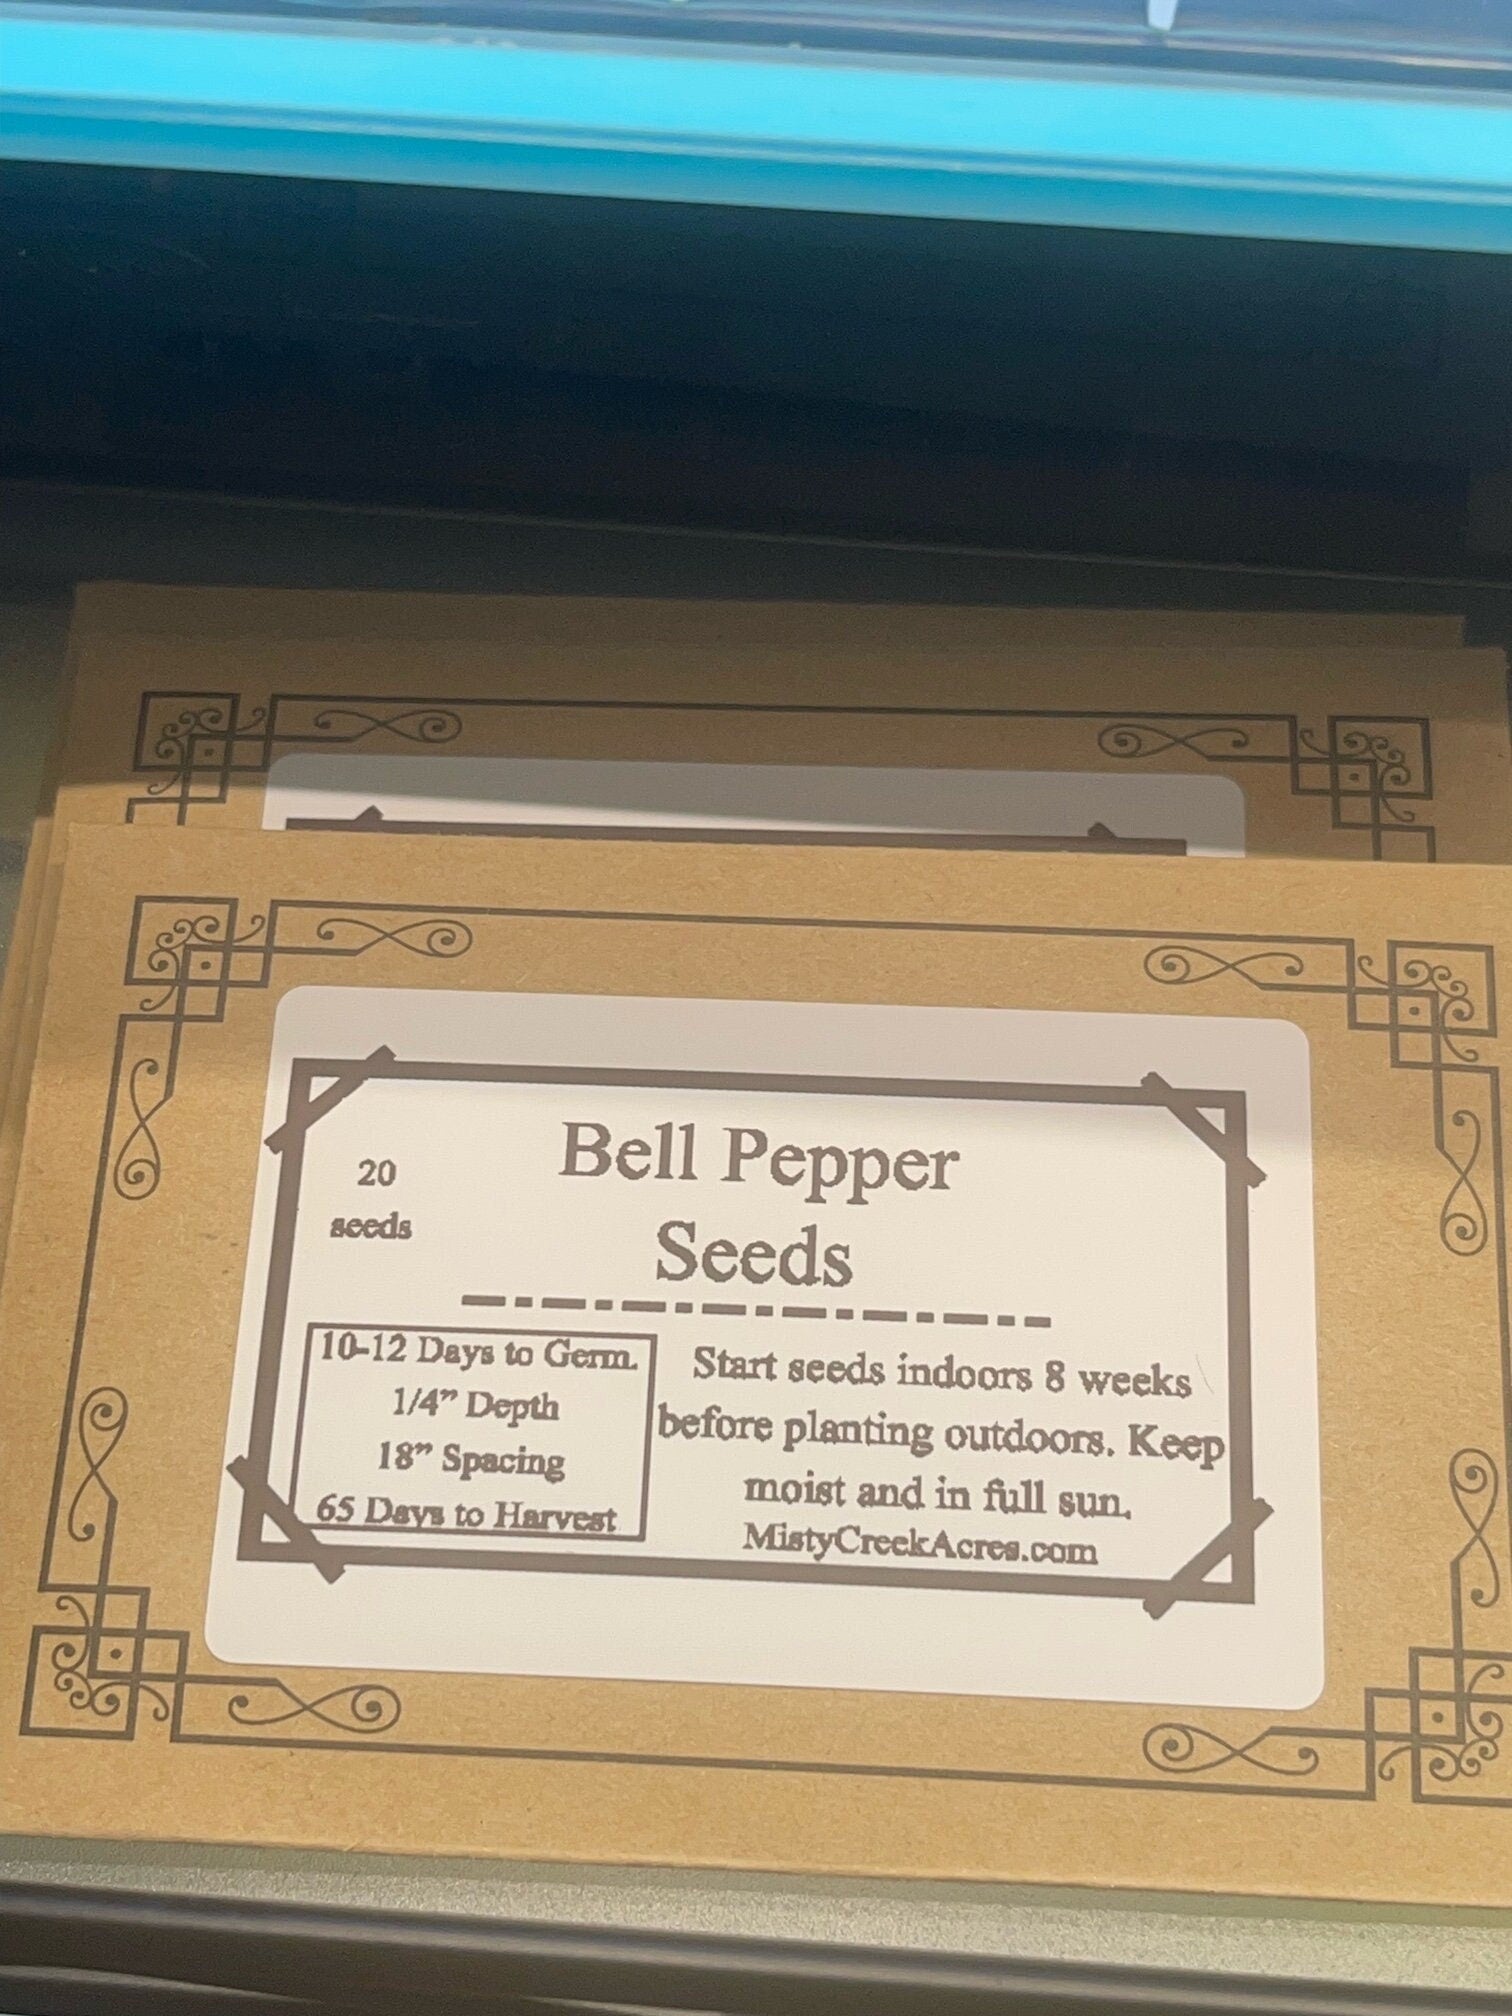 Bell Pepper
Seeds
20
seeds
10-12 Days to Germ.
1/4” Depth
18” Spacing
65 Days to Harvest
Start seeds indoors 8 weeks
before planting outdoors. Keep
moist and in full sun.
MistyCreekAcres.com